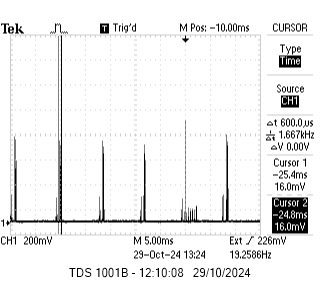 Tek
T Trig'd
M Pos: -10.00ms
CURSOR
Type
Time
Source
CH1
Δt 600.0us
1/Δt 1.667kHz
ΔV 0.00V
Cursor 1
-25.4ms
16.0mV
Cursor 2
-24.8ms
16.0mV
1
CH1 200mV
M 5.00ms
Ext / 226mV
29-Oct-24 13:24
19.2586Hz
TDS 1001B - 12:10:08 29/10/2024